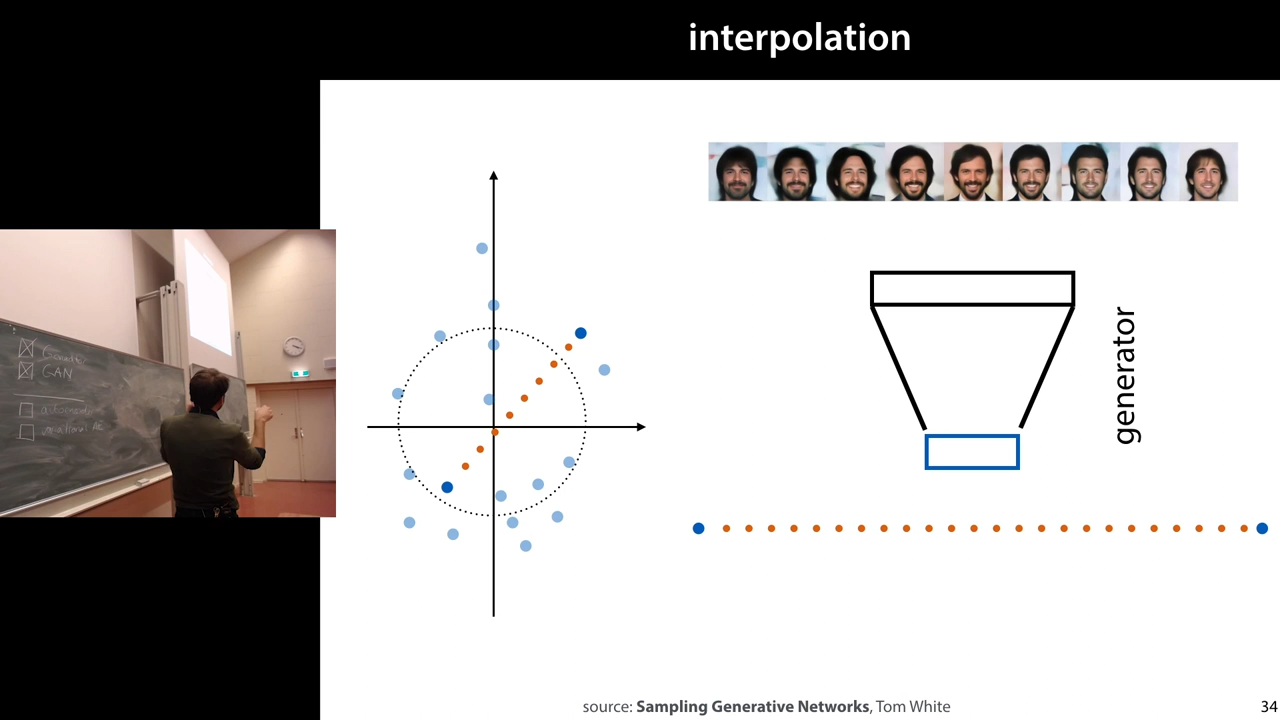 interpolation
GAN
generator
source: Sampling Generative Networks, Tom White
34